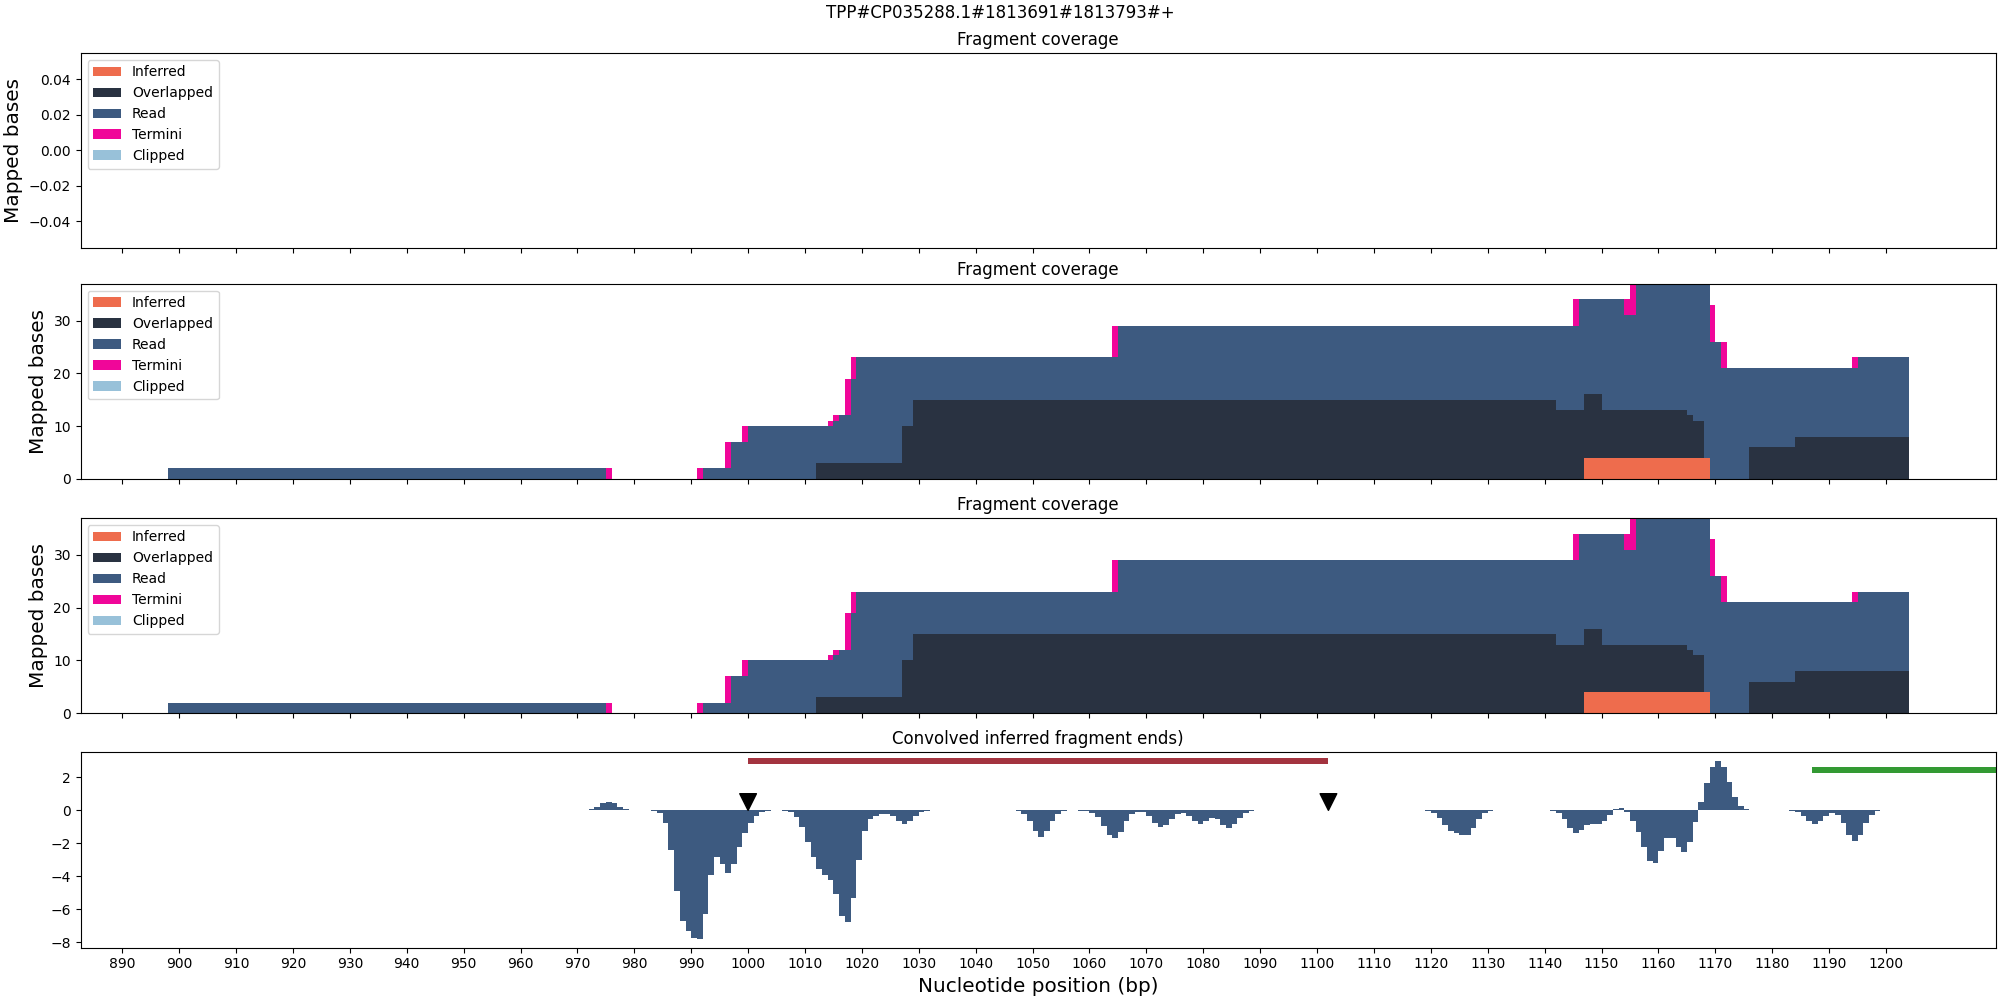 TPP#CP035288.1#1813691#1813793#+
Fragment coverage
Mapped bases
0.04
0.02
0.00
−0.02
−0.04
Inferred
Overlapped
Read
Termini
Clipped
Fragment coverage
Mapped bases
30
20
10
0
Inferred
Overlapped
Read
Termini
Clipped
Fragment coverage
Mapped bases
30
20
10
0
Inferred
Overlapped
Read
Termini
Clipped
Convolved inferred fragment ends)
2
0
−2
−4
−6
−8
890 900 910 920 930 940 950 960 970 980 990 1000 1010 1020 1030 1040 1050 1060 1070 1080 1090 1100 1110 1120 1130 1140 1150 1160 1170 1180 1190 1200
Nucleotide position (bp)